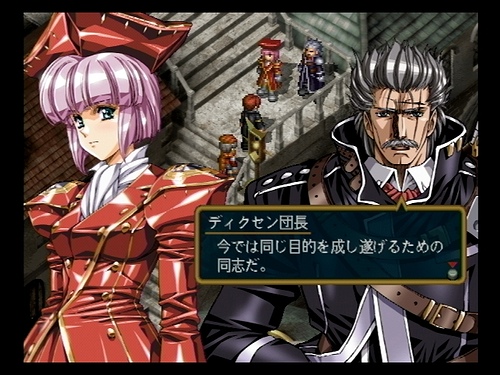 ディクセン団長
今では同じ目的を成し遂げるための
同志だ。